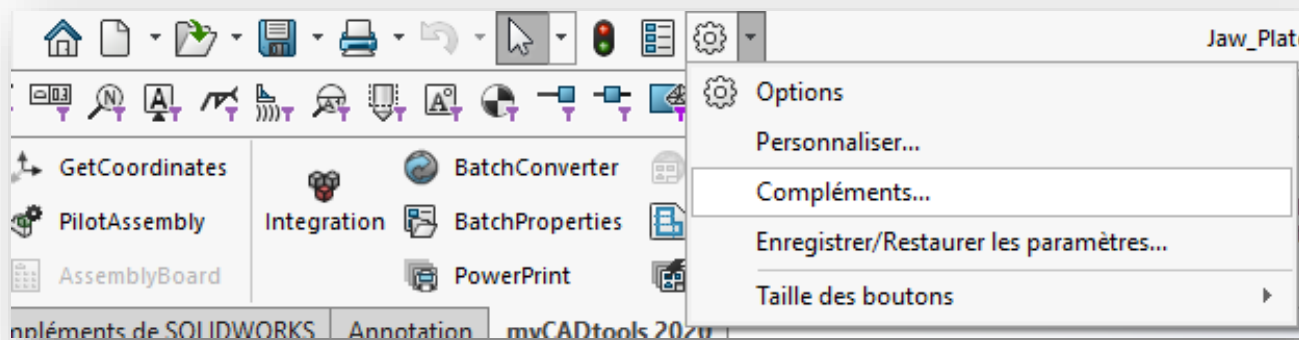 Jaw_Plat
Options
Personnaliser...
Compléments...
Enregistrer/Restaurer les paramètres...
Taille des boutons
GetCoordinates
PilotAssembly
AssemblyBoard
Integration
BatchConverter
BatchProperties
PowerPrint
mpléments de SOLIDWORKS
Annotation
myCADtools 2020